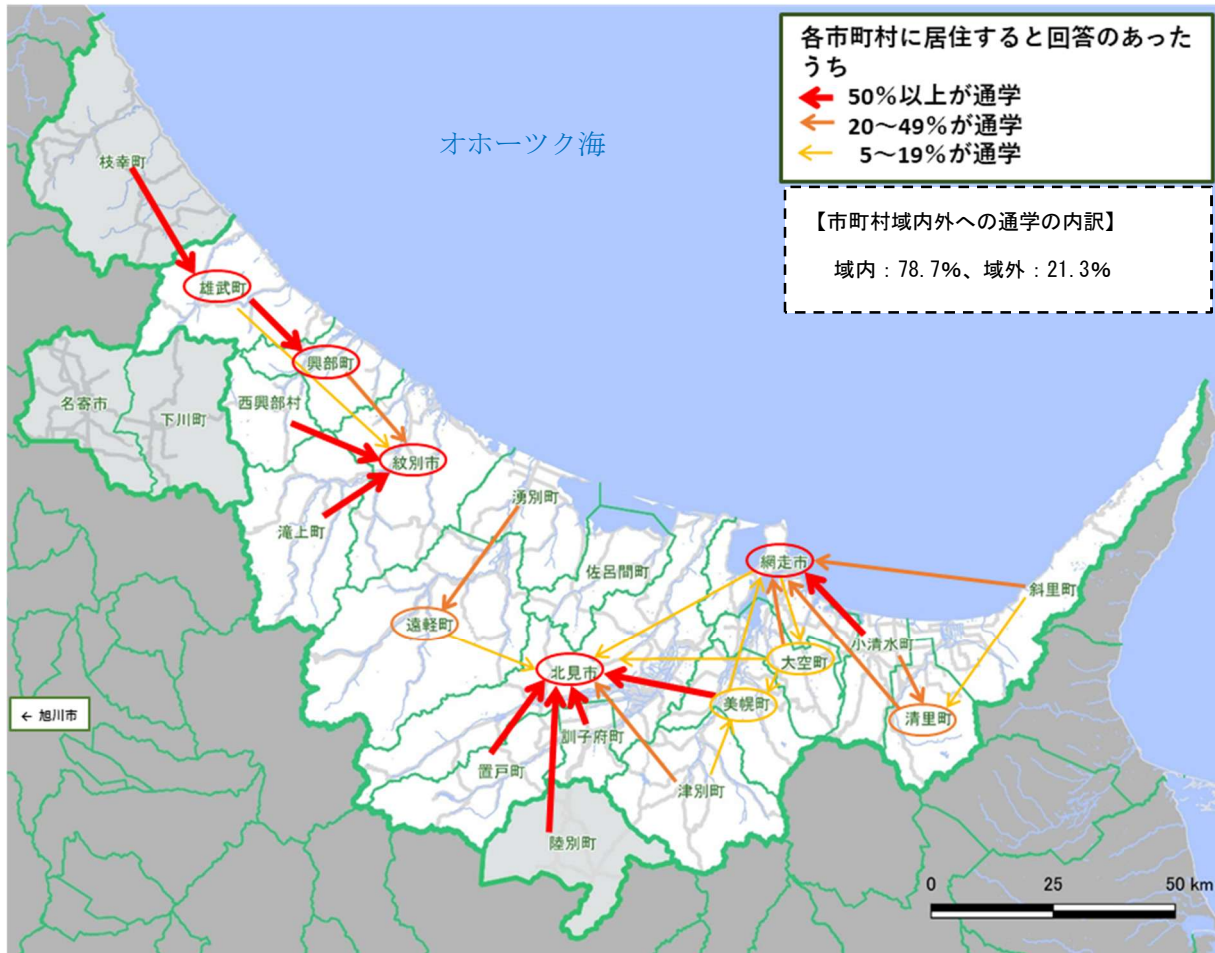 各市町村に居住すると回答のあった
うち
50%以上が通学
20～49%が通学
5～19%が通学
【市町村域内外への通学の内訳】
域内：78.7%、域外：21.3%
オホーツク海
枝幸町
雄武町
興部町
名寄市
下川町
西興部村
紋別市
滝上町
湧別町
佐呂間町
網走市
斜里町
遠軽町
小清水町
大空町
北見市
美幌町
清里町
← 旭川市
訓子府町
置戸町
津別町
陸別町
0 25 50 km